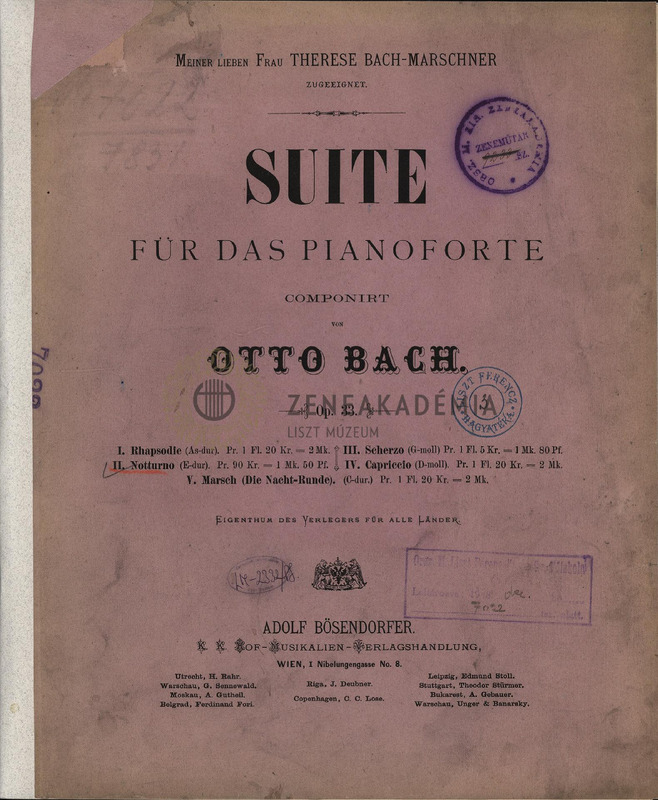 MEINER LIEBEN FRAU THERESE BACH-MARSCHNER
ZUGEEIGNET.
SUITE
FÜR DAS PIANOFORTE
COMPONIRT
VON
OTTO BACH.
ZENEAKADÉMIA
LISZT MÚZEUM
Op. 33.
LISZT FERENCZ HAGYATÉKA
ZENEMŰTÁR
I. Rhapsodie (As-dur). Pr. 1 Fl. 20 Kr. = 2 Mk. III. Scherzo (G-moll) Pr. 1 Fl. 5 Kr. = 1 Mk. 80 Pf.
II. Notturno (E-dur). Pr. 90 Kr. = 1 Mk. 50 Pf. IV. Capriccio (D-moll). Pr. 1 Fl. 20 Kr. = 2 Mk.
V. Marsch (Die Nacht-Runde). (C-dur.) Pr. 1 Fl. 20 Kr. = 2 Mk.
EIGENTHUM DES VERLEGERS FÜR ALLE LÄNDER.
ADOLF BÖSENDORFER.
K. K. HOF-MUSIKALIEN-VERLAGSHANDLUNG,
WIEN, I Nibelungengasse No. 8.
Utrecht, H. Rahr.
Warschau, G. Sennewald.
Moskau, A. Gutheil.
Belgrad, Ferdinand Fori.
Riga, J. Deubner.
Copenhagen, C. C. Lose.
Leipzig, Edmund Stoll.
Stuttgart, Theodor Stürmer.
Bukarest, A. Gebauer.
Warschau, Unger & Banarsky.